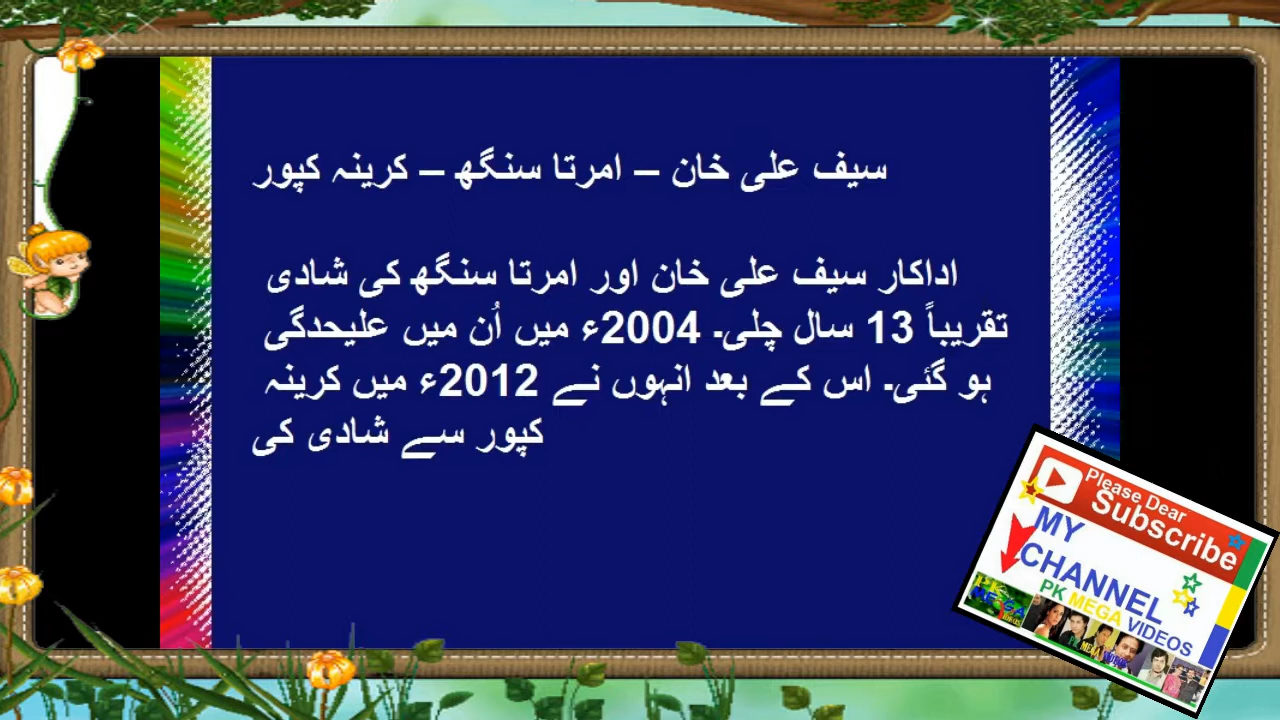 سیف علی خان – امرتا سنگھ – کرینہ کپور
اداکار سیف علی خان اور امرتا سنگھ کی شادی
تقریباً 13 سال چلی۔ 2004ء میں اُن میں علیحدگی
ہو گئی۔ اس کے بعد انہوں نے 2012ء میں کرینہ
کپور سے شادی کی
Please Dear
Subscribe
MY
CHANNEL
PK MEGA VIDEOS